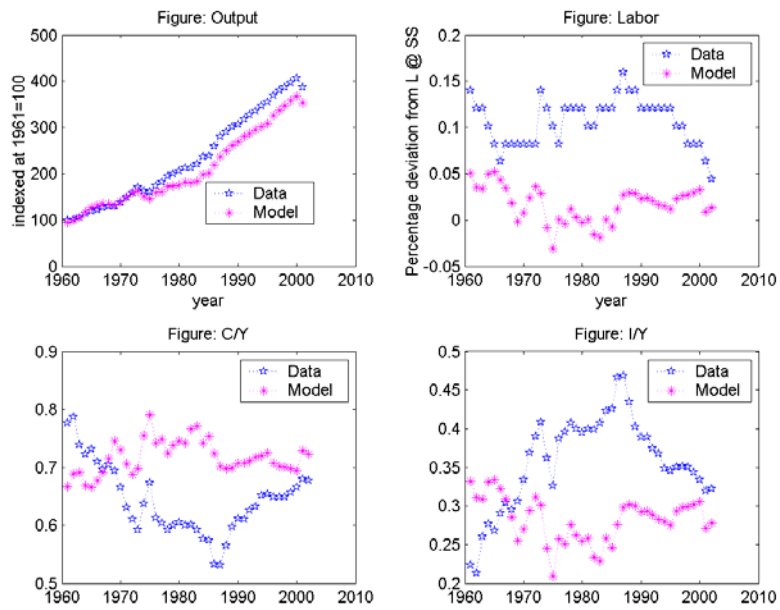 Figure: Output
500
400
300
200
100
0
indexed at 1961=100
Data
Model
1960 1970 1980 1990 2000 2010
year
Figure: Labor
0.2
0.15
0.1
0.05
0
-0.05
Percentage deviation from L @ SS
Data
Model
1960 1970 1980 1990 2000 2010
year
Figure: C/Y
0.9
0.8
0.7
0.6
0.5
Data
Model
1960 1970 1980 1990 2000 2010
Figure: I/Y
0.5
0.45
0.4
0.35
0.3
0.25
0.2
Data
Model
1960 1970 1980 1990 2000 2010